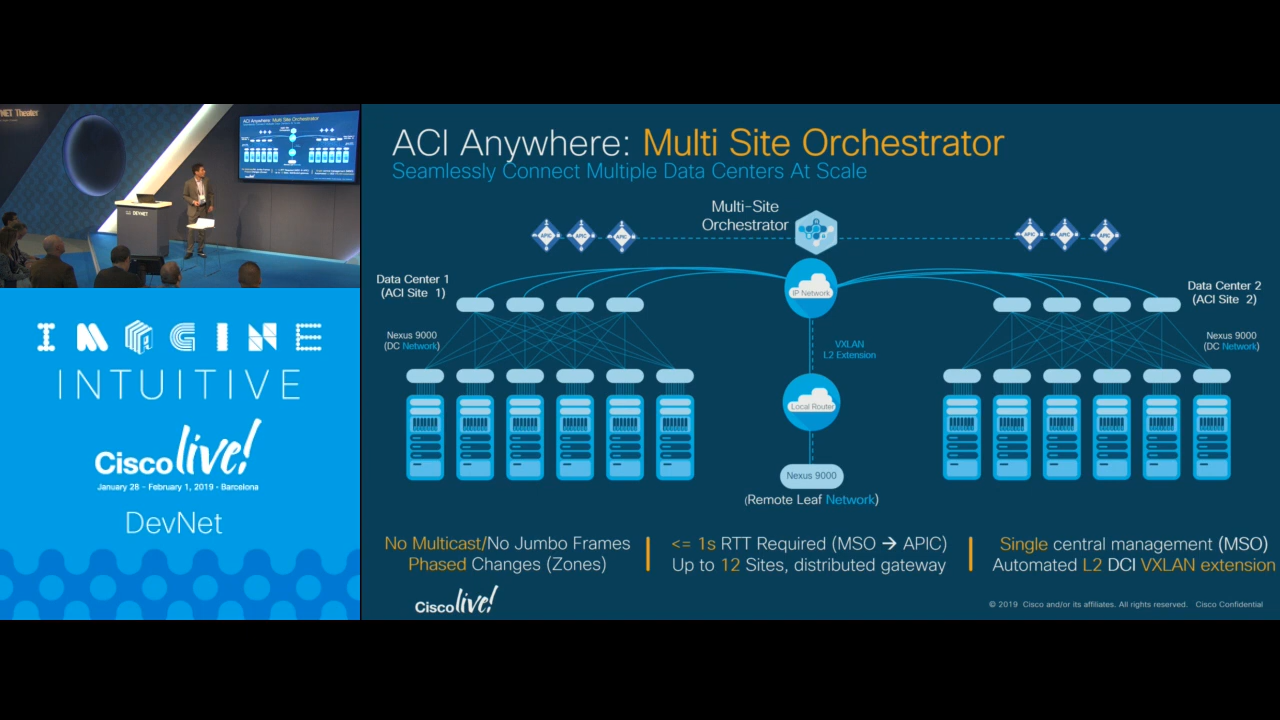 NET Theater
DEVNET
IMAGINE
INTUITIVE
Cisco live!
January 28 - February 1, 2019 • Barcelona
DevNet
ACI Anywhere: Multi Site Orchestrator
Seamlessly Connect Multiple Data Centers At Scale
Multi-Site
Orchestrator
APIC
APIC
APIC
APIC
APIC
APIC
IP Network
Data Center 1
(ACI Site 1)
Data Center 2
(ACI Site 2)
Nexus 9000
(DC Network)
VXLAN
L2 Extension
Nexus 9000
(DC Network)
Local Router
Nexus 9000
(Remote Leaf Network)
No Multicast/No Jumbo Frames
Phased Changes (Zones)
<= 1s RTT Required (MSO → APIC)
Up to 12 Sites, distributed gateway
Single central management (MSO)
Automated L2 DCI VXLAN extension
Cisco live!
© 2019 Cisco and/or its affiliates. All rights reserved. Cisco Confidential